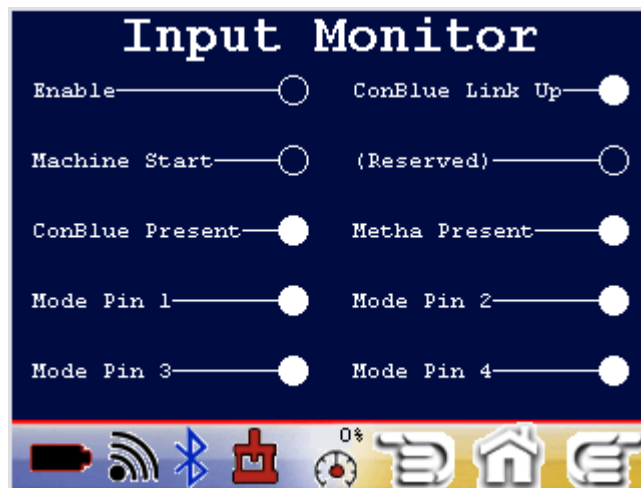 Input Monitor
Enable ConBlue Link Up
Machine Start (Reserved)
ConBlue Present Metha Present
Mode Pin 1 Mode Pin 2
Mode Pin 3 Mode Pin 4
0%